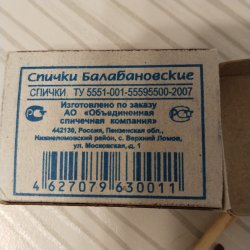 Спички Балабановские
СПИЧКИ ТУ 5551-001-55595500-2007
Изготовлено по заказу
АО «Объединенная
спичечная компания»
442130, Россия, Пензенская обл.,
Нижнеломовский район, г. Верхний Ломов,
ул. Московская, д. 1
4 627079 630011